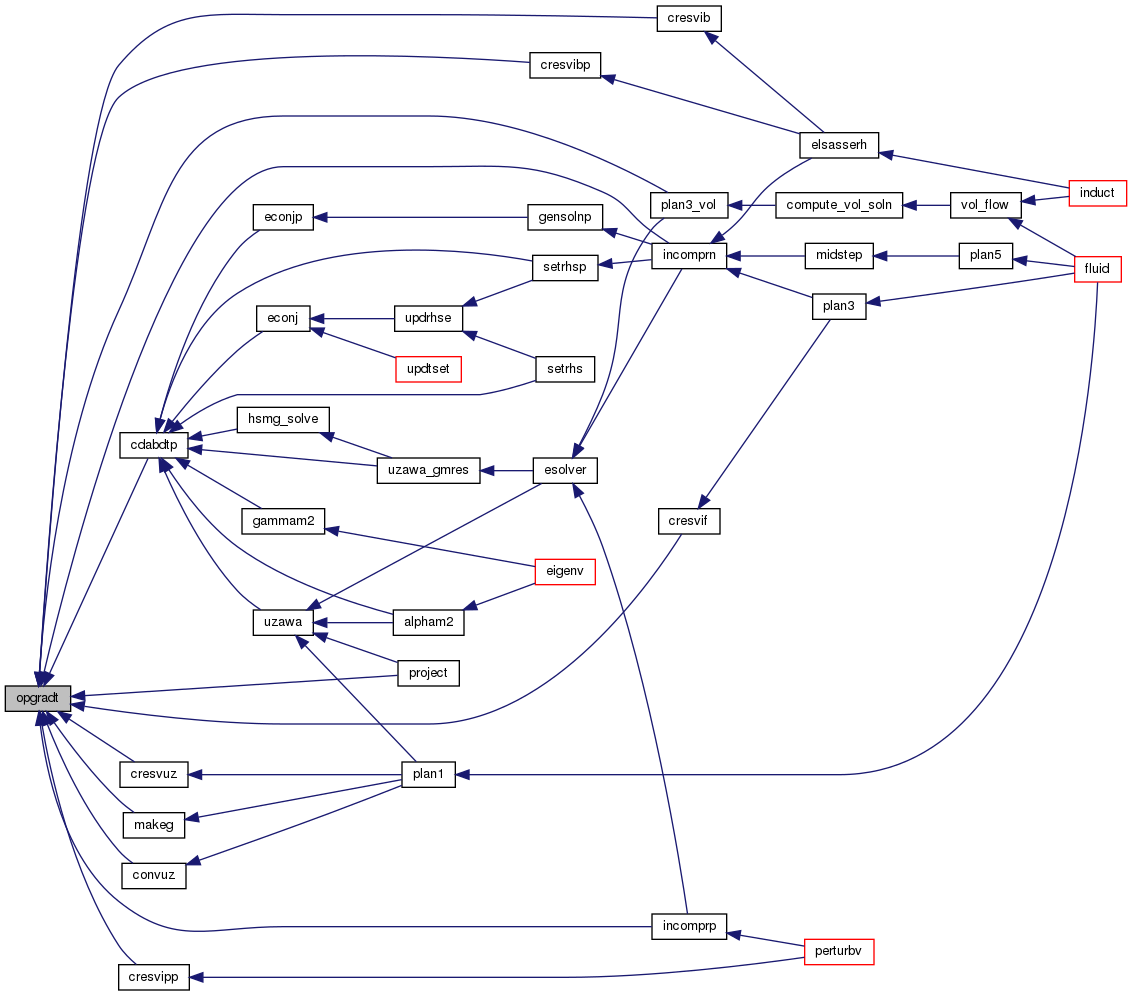 cresvib
cresvibp
elsasserh
induct
plan3_vol
compute_vol_soln
vol_flow
econjp
gensolnp
incomprn
midstep
plan5
fluid
setrhsp
plan3
econj
updrhse
updtset
setrhs
hsmg_solve
cdabdtp
uzawa_gmres
esolver
gammam2
cresvif
eigenv
uzawa
alpham2
project
opgradt
cresvuz
plan1
makeg
convuz
incomprp
perturbv
cresvipp